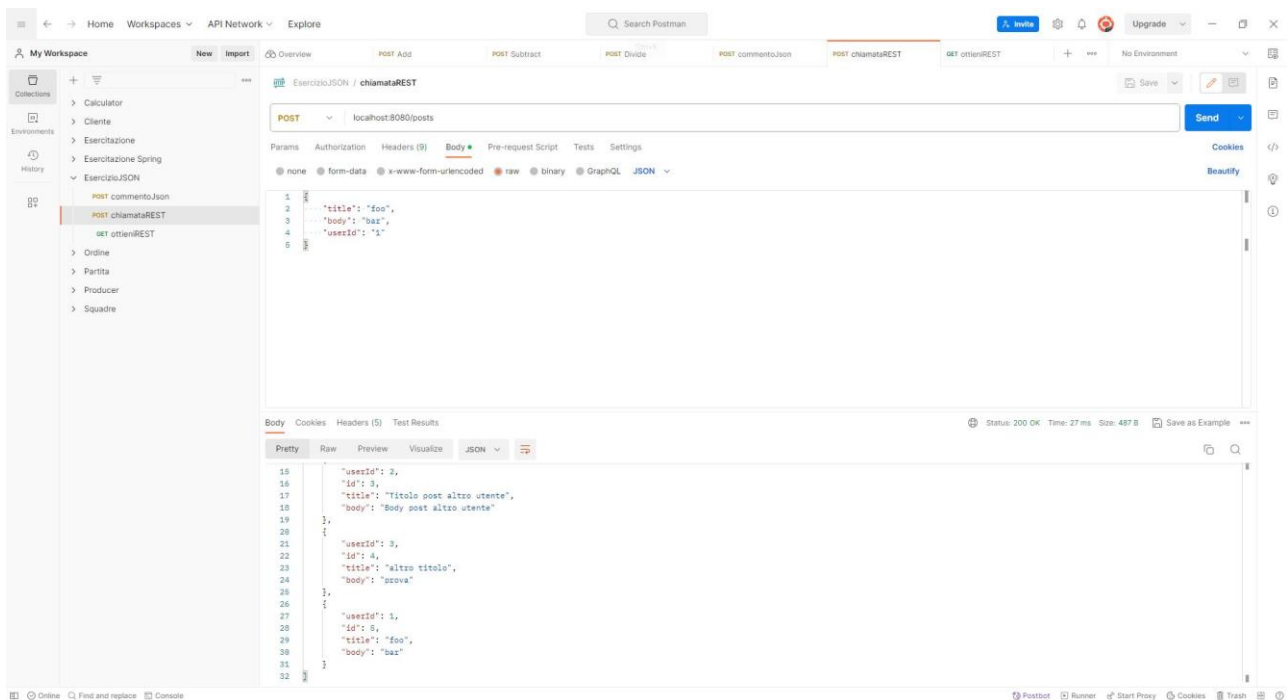 Home Workspaces API Network Explore
Search Postman
Invite
Upgrade
My Workspace
New Import
Overview
POST Add
POST Subtract
POST Divide
POST commentoJson
POST chiamataREST
GET ottieniREST
No Environment
Collections
Environments
History
Calculator
Cliente
Esercitazione
Esercitazione Spring
EsercizioJSON
POST commentoJson
POST chiamataREST
GET ottieniREST
Ordine
Partita
Producer
Squadre
HTTP EsercizioJSON / chiamataREST
Save
POST localhost:8080/posts
Send
Params Authorization Headers (9) Body Pre-request Script Tests Settings
Cookies
none form-data x-www-form-urlencoded raw binary GraphQL JSON
Beautify
1 {
2 "title": "foo",
3 "body": "bar",
4 "userId": "1"
5 }
Body Cookies Headers (5) Test Results
Status: 200 OK Time: 27 ms Size: 487 B Save as Example
Pretty Raw Preview Visualize JSON
15 "userId": 2,
16 "id": 3,
17 "title": "Titolo post altro utente",
18 "body": "Body post altro utente"
19 },
20 {
21 "userId": 3,
22 "id": 4,
23 "title": "altro titolo",
24 "body": "prova"
25 },
26 {
27 "userId": 1,
28 "id": 5,
29 "title": "foo",
30 "body": "bar"
31 }
32 ]
Online Find and replace Console
Postbot Runner Start Proxy Cookies Trash